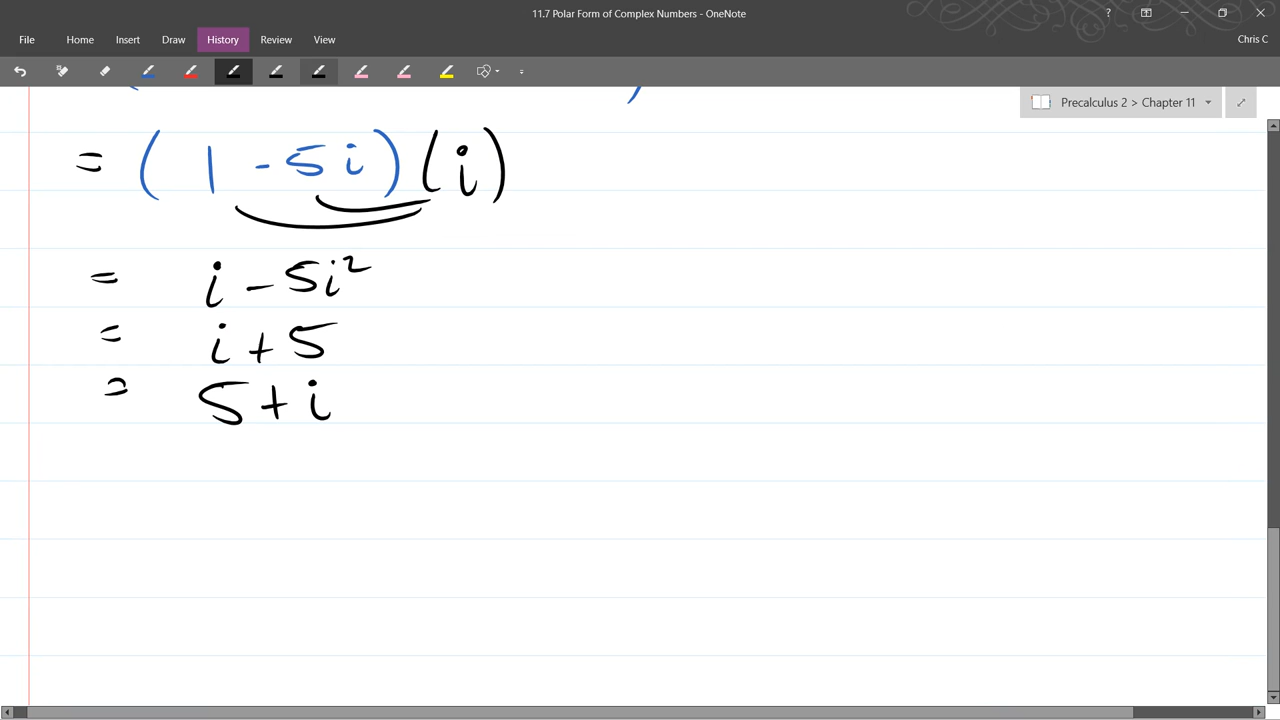 11.7 Polar Form of Complex Numbers - OneNote
File Home Insert Draw History Review View Chris C
Precalculus 2 > Chapter 11
= (1 - 5i)(i)
= i - 5i²
= i + 5
= 5 + i